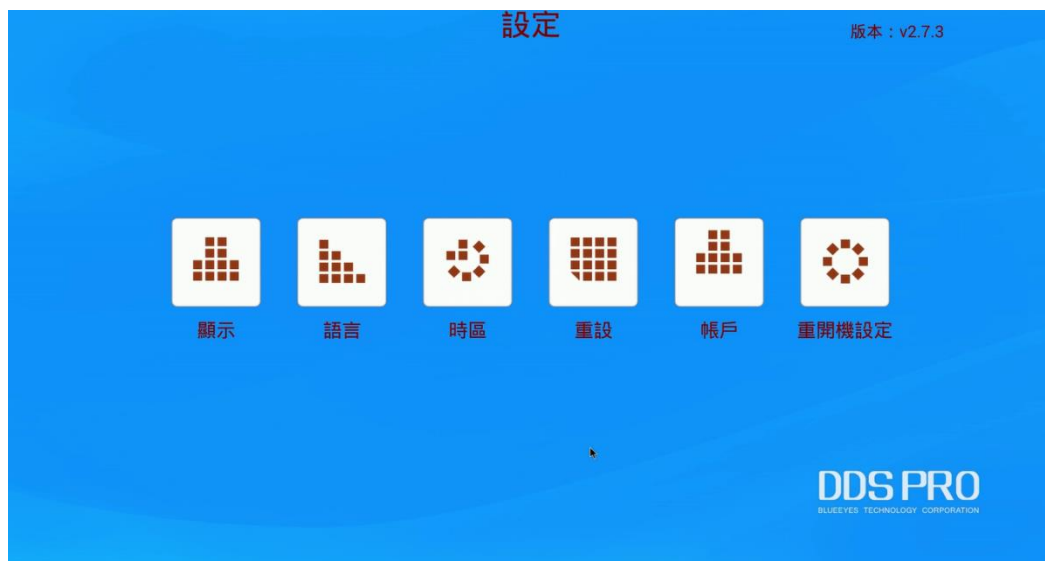 設定
版本：v2.7.3
顯示
語言
時區
重設
帳戶
重開機設定
DDS PRO
BLUEEYES TECHNOLOGY CORPORATION